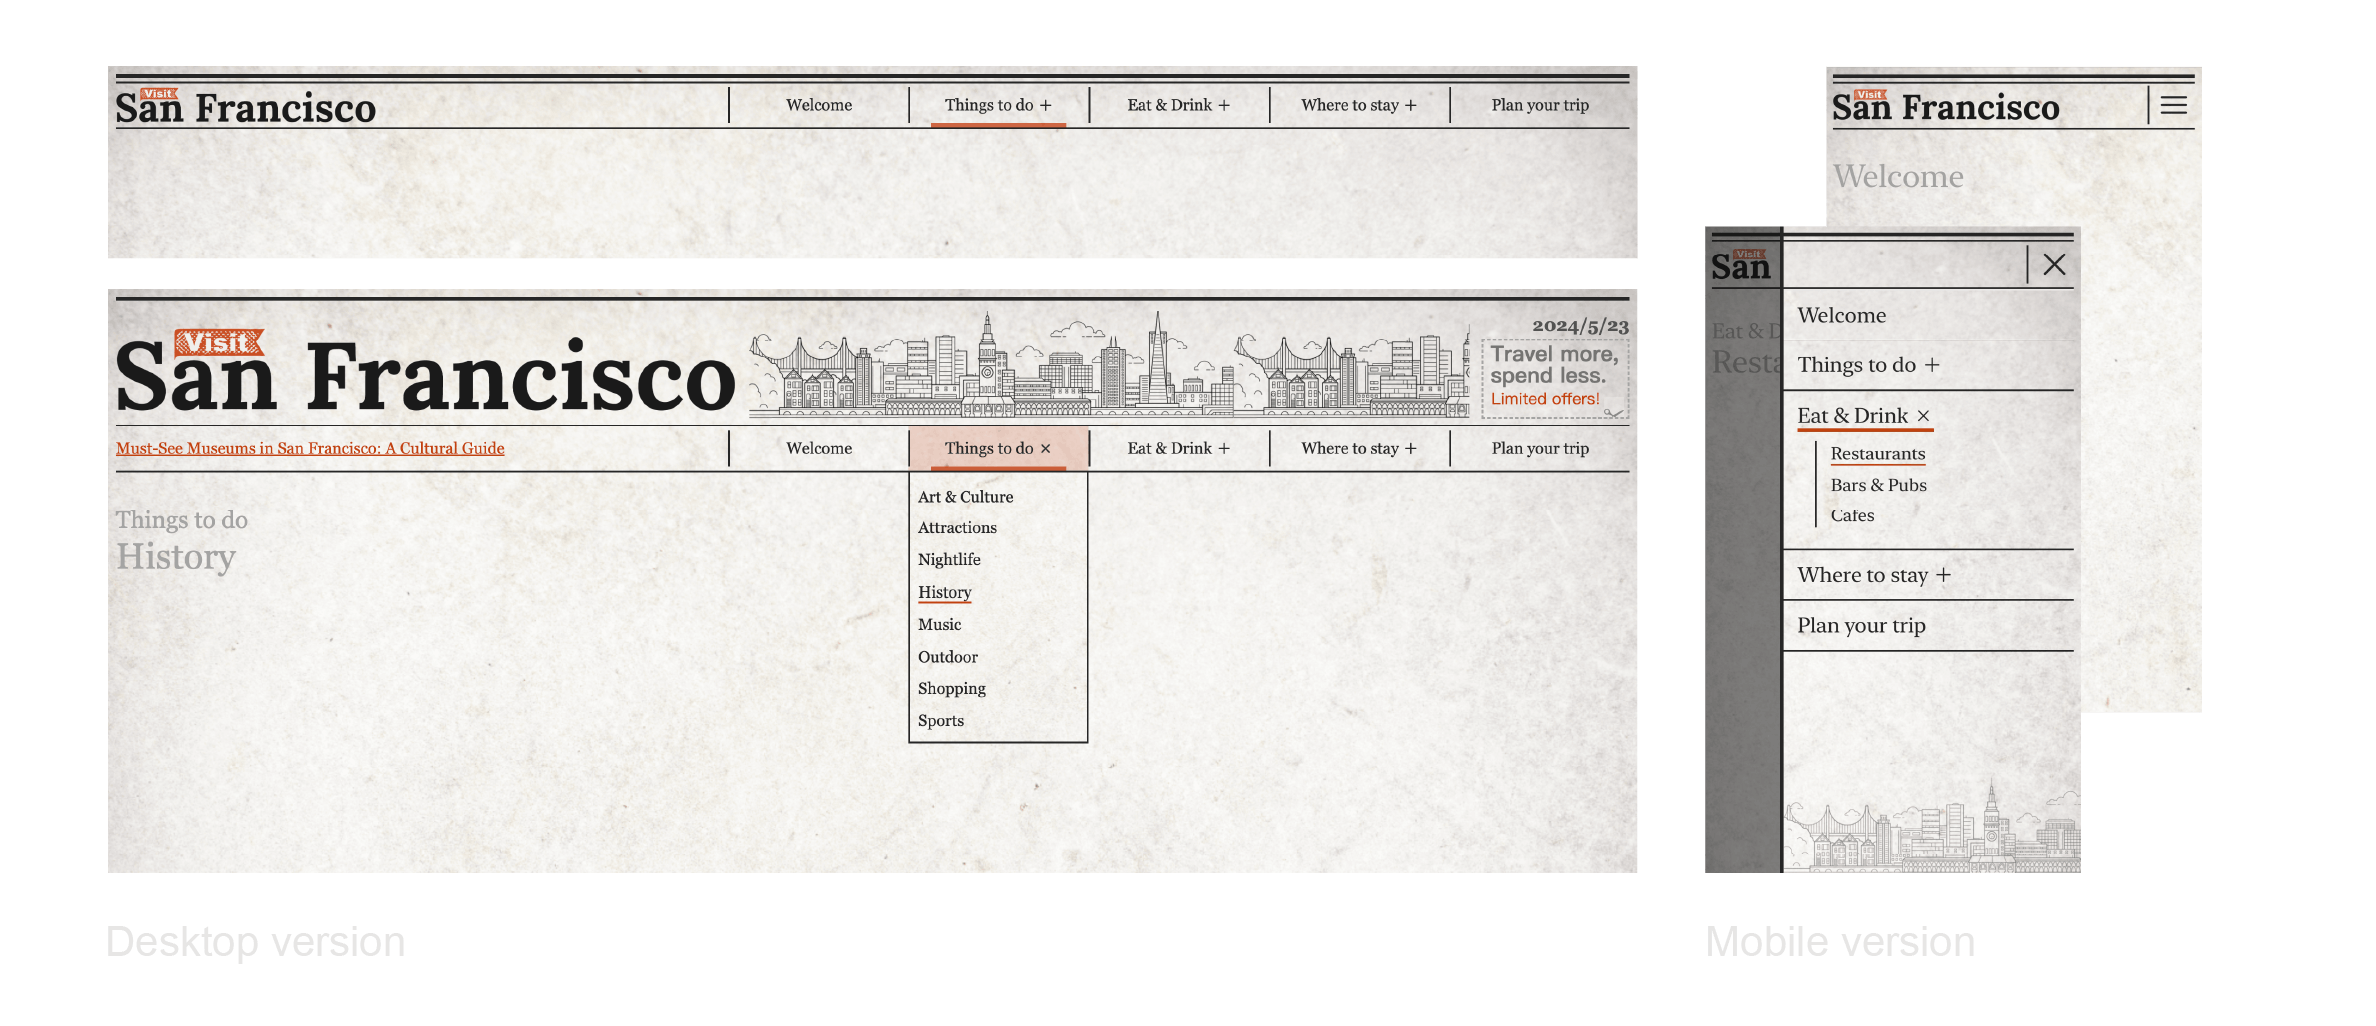 Visit
San Francisco
Welcome
Things to do +
Eat & Drink +
Where to stay +
Plan your trip
Visit
San Francisco
2024/5/23
Travel more,
spend less.
Limited offers!
Must-See Museums in San Francisco: A Cultural Guide
Welcome
Things to do ×
Eat & Drink +
Where to stay +
Plan your trip
Things to do
History
Art & Culture
Attractions
Nightlife
History
Music
Outdoor
Shopping
Sports
Desktop version
Visit
San Francisco
Welcome
Visit
San
Eat & D
Resta
Welcome
Things to do +
Eat & Drink ×
Restaurants
Bars & Pubs
Cafes
Where to stay +
Plan your trip
Mobile version